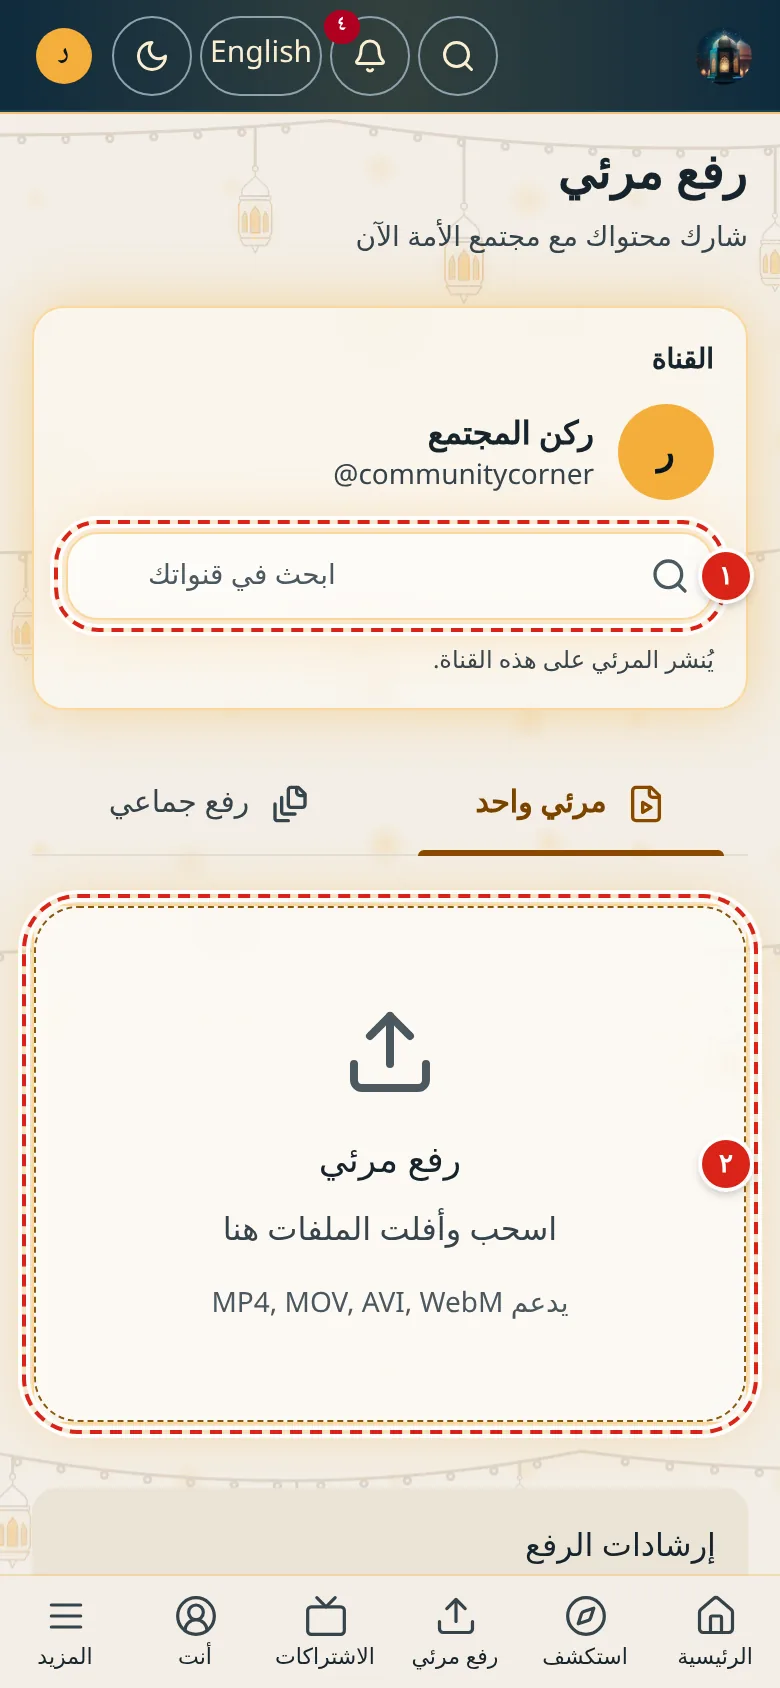 ر
English
٤
رفع مرئي
شارك محتواك مع مجتمع الأمة الآن
القناة
ر
ركن المجتمع
@communitycorner
ابحث في قنواتك
١
يُنشر المرئي على هذه القناة.
مرئي واحد
رفع جماعي
٢
رفع مرئي
اسحب وأفلت الملفات هنا
يدعم MP4, MOV, AVI, WebM
إرشادات الرفع
الرئيسية
استكشف
رفع مرئي
الاشتراكات
أنت
المزيد